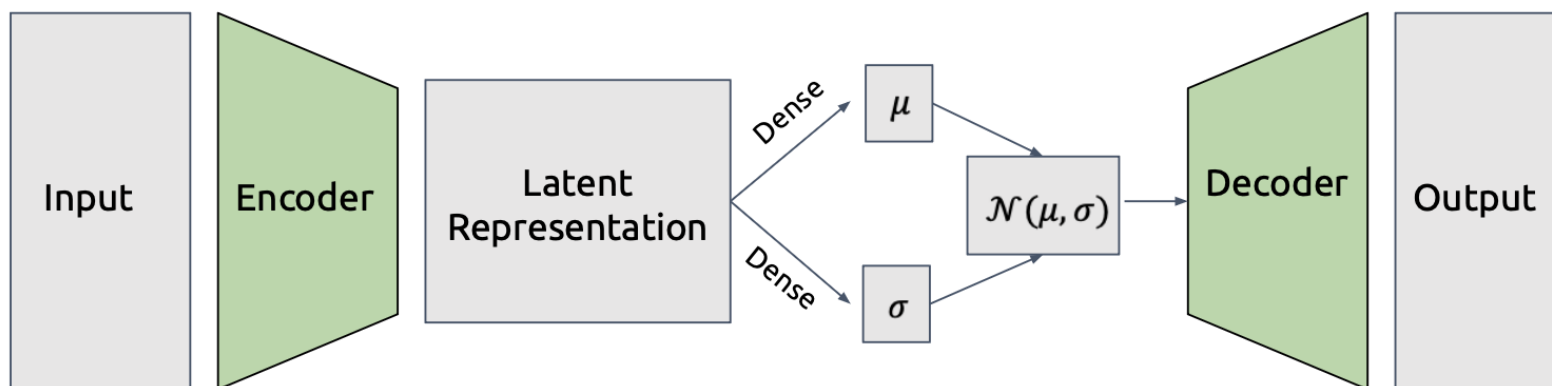 Input
Encoder
Latent
Representation
Dense
Dense
μ
σ
𝒩(μ, σ)
Decoder
Output